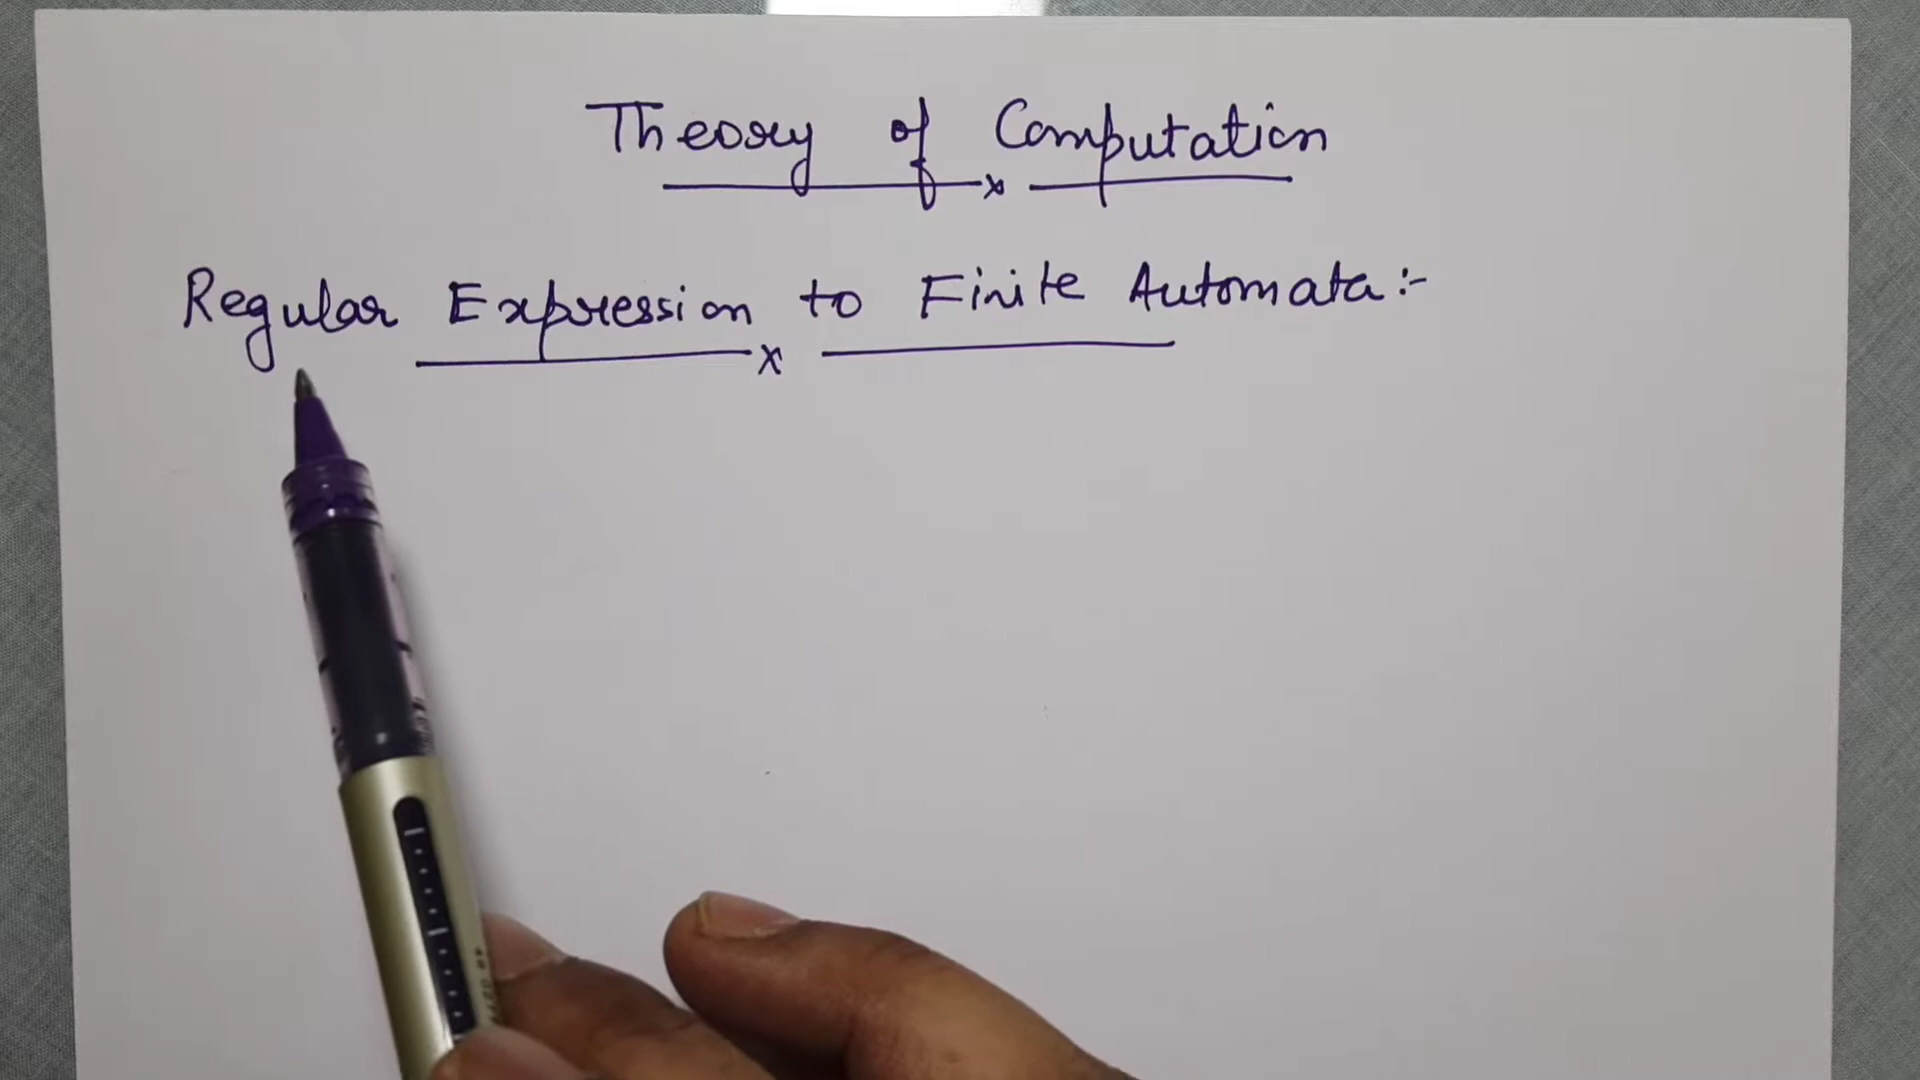 Theory of Computation
Regular Expression to Finite Automata:-